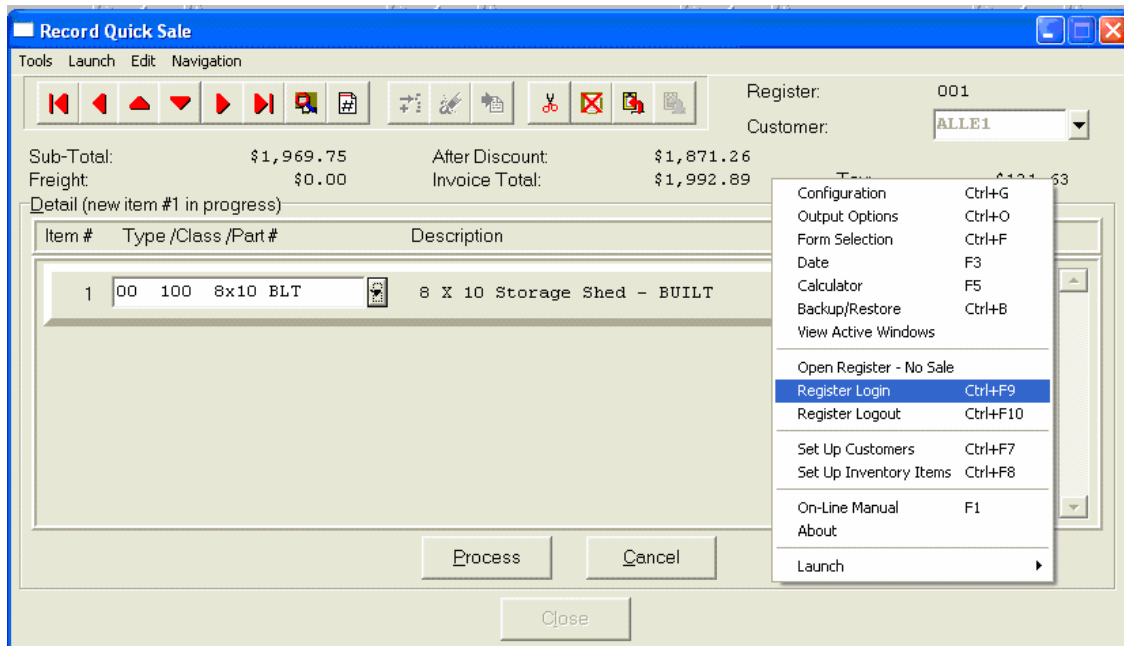 Record Quick Sale
Tools Launch Edit Navigation
Register: 001
Customer: ALLE1
Sub-Total: $1,969.75 After Discount: $1,871.26
Freight: $0.00 Invoice Total: $1,992.89
Detail (new item #1 in progress)
Item # Type /Class /Part # Description
1 00 100 8x10 BLT 8 X 10 Storage Shed - BUILT
Process Cancel
Close
Configuration Ctrl+G
Output Options Ctrl+O
Form Selection Ctrl+F
Date F3
Calculator F5
Backup/Restore Ctrl+B
View Active Windows
Open Register - No Sale
Register Login Ctrl+F9
Register Logout Ctrl+F10
Set Up Customers Ctrl+F7
Set Up Inventory Items Ctrl+F8
On-Line Manual F1
About
Launch